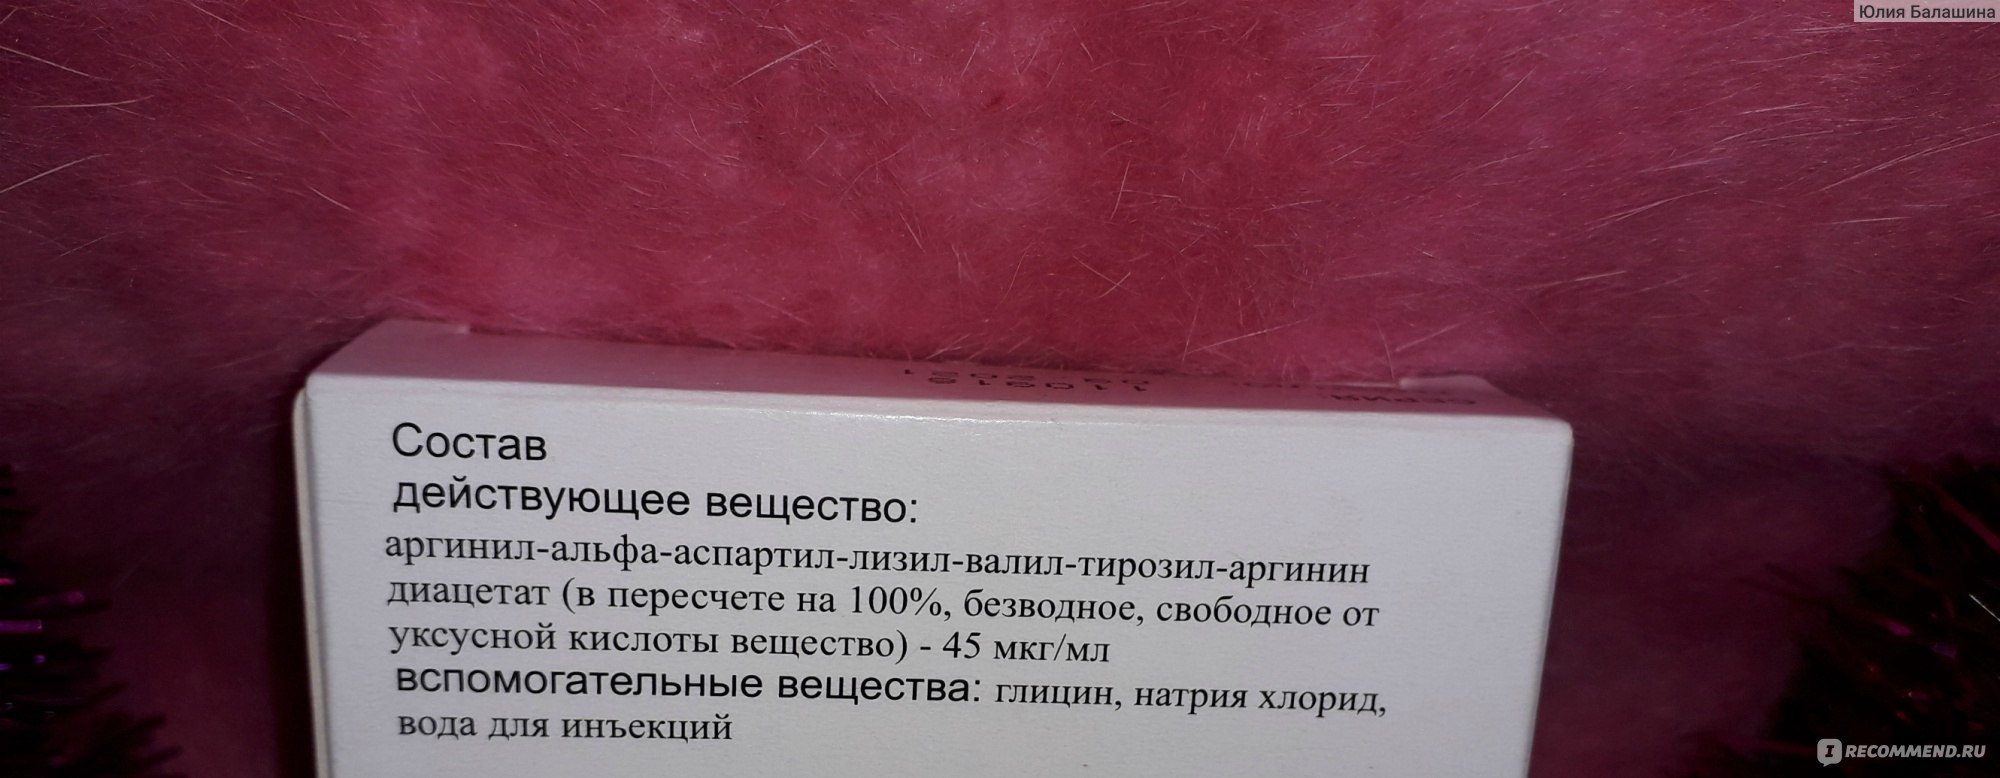 Юлия Балашина
Состав
действующее вещество:
аргинил-альфа-аспартил-лизил-валил-тирозил-аргинин
диацетат (в пересчете на 100%, безводное, свободное от
уксусной кислоты вещество) - 45 мкг/мл
вспомогательные вещества: глицин, натрия хлорид,
вода для инъекций
IRECOMMEND.RU